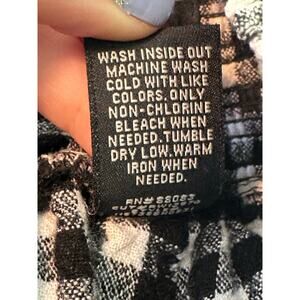 WASH INSIDE OUT
MACHINE WASH
COLD WITH LIKE
COLORS. ONLY
NON-CHLORINE
BLEACH WHEN
NEEDED. TUMBLE
DRY LOW. WARM
IRON WHEN
NEEDED.